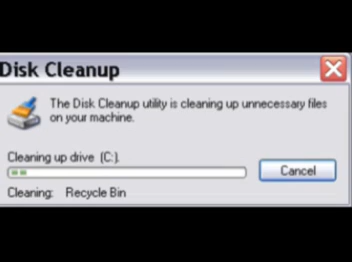 Disk Cleanup
The Disk Cleanup utility is cleaning up unnecessary files
on your machine.
Cleaning up drive (C:).
Cancel
Cleaning: Recycle Bin